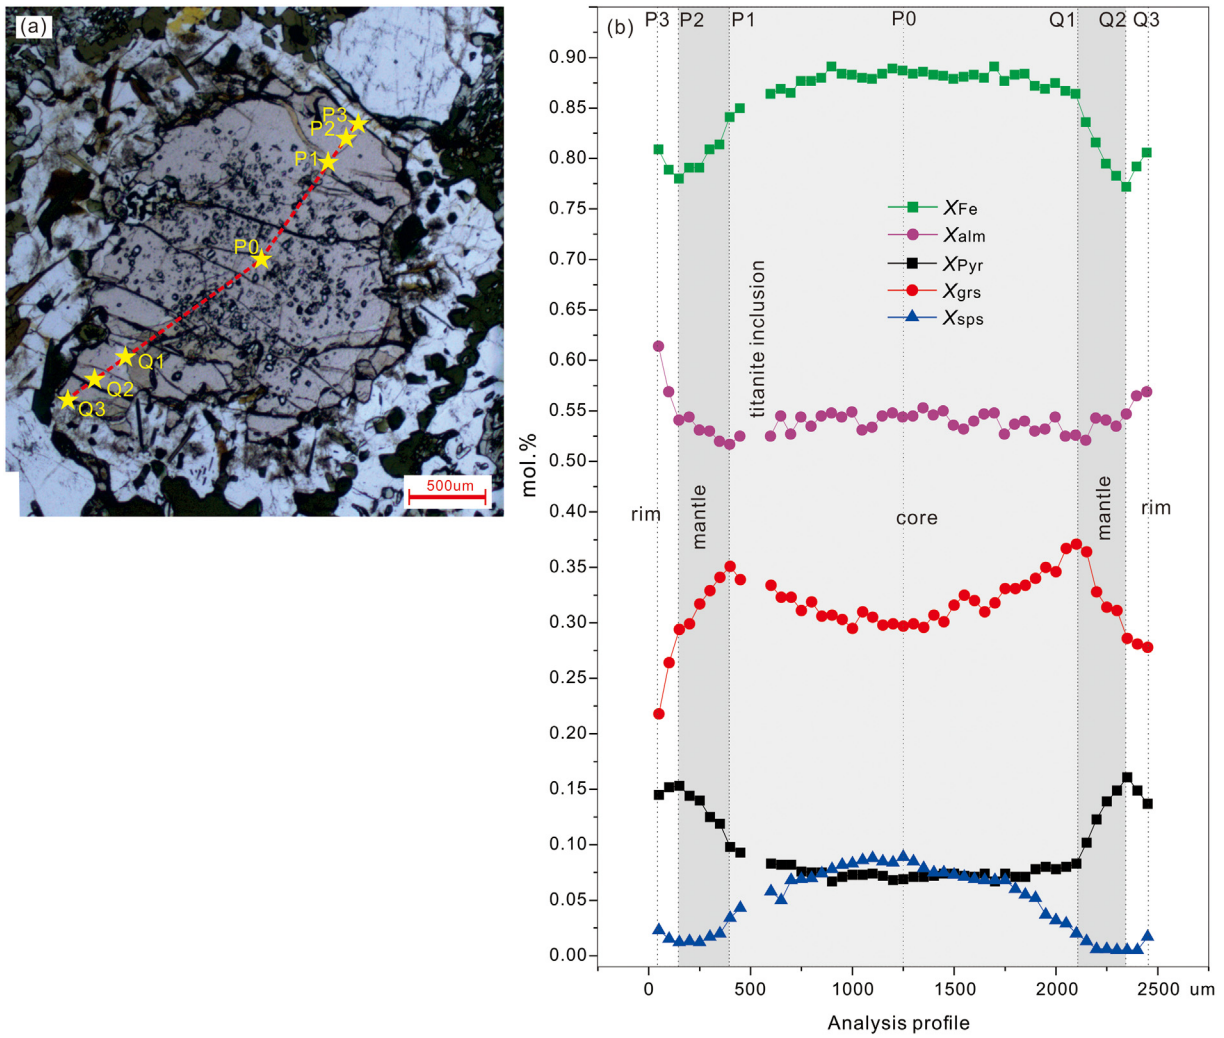 (a)
P3
P2
P1
P0
Q1
Q2
Q3
500um
(b)
P3 P2 P1 P0 Q1 Q2 Q3
0.90
0.85
0.80
0.75
0.70
0.65
0.60
0.55
0.50
0.40
0.35
0.30
0.25
0.20
0.15
0.10
0.05
0.00
mol.%
XFe
Xalm
XPyr
Xgrs
Xsps
titanite inclusion
rim
mantle
core
mantle
rim
0 500 1000 1500 2000 2500 um
Analysis profile